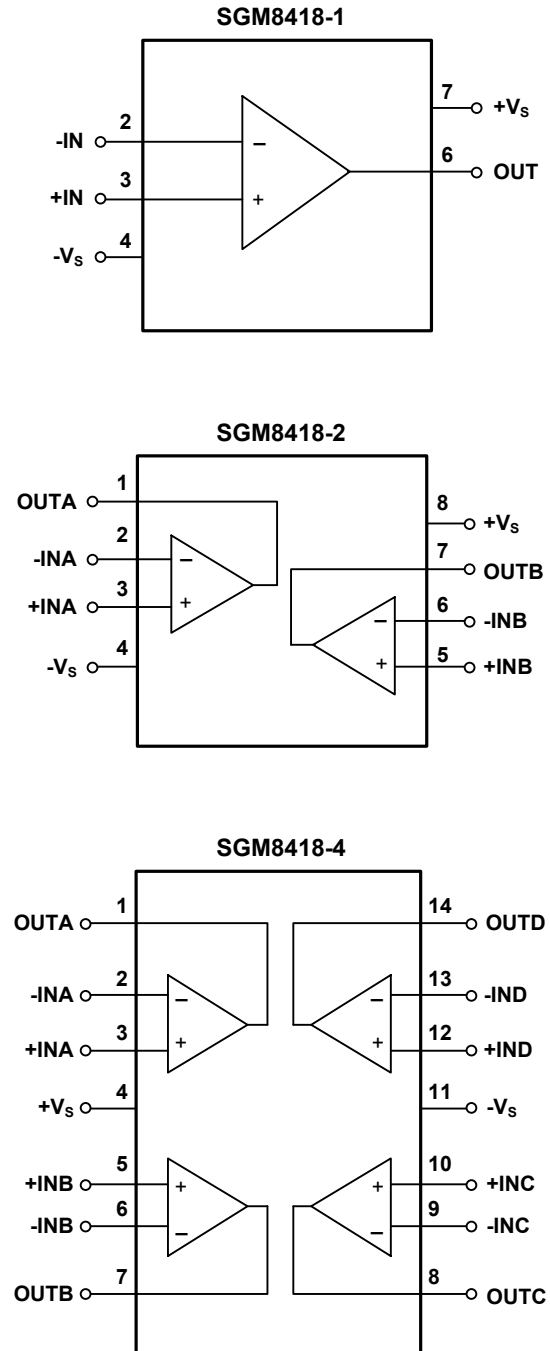 SGM8418-1
-IN 2 − 7 +VS
+IN 3 + 6 OUT
-VS 4
SGM8418-2
OUTA 1 8 +VS
-INA 2 − 7 OUTB
+INA 3 + − 6 -INB
-VS 4 + 5 +INB
SGM8418-4
OUTA 1 14 OUTD
-INA 2 − − 13 -IND
+INA 3 + + 12 +IND
+VS 4 11 -VS
+INB 5 + + 10 +INC
-INB 6 − − 9 -INC
OUTB 7 8 OUTC